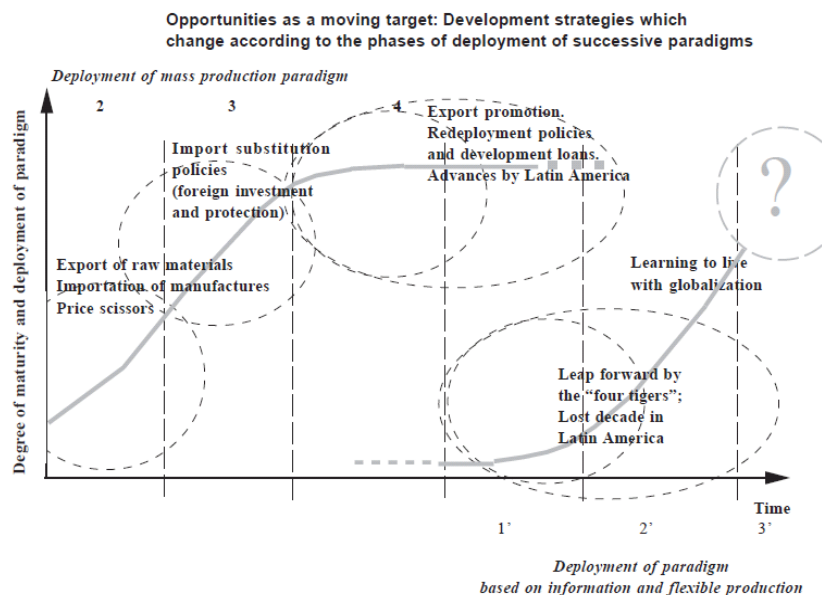 Opportunities as a moving target: Development strategies which
change according to the phases of deployment of successive paradigms
Deployment of mass production paradigm
2 3 4
Export promotion.
Redeployment policies
and development loans.
Advances by Latin America
Import substitution
policies
(foreign investment
and protection)
?
Export of raw materials
Importation of manufactures
Price scissors
Learning to live
with globalization
Leap forward by
the “four tigers”;
Lost decade in
Latin America
Degree of maturity and deployment of paradigm
Time
1’ 2’ 3’
Deployment of paradigm
based on information and flexible production